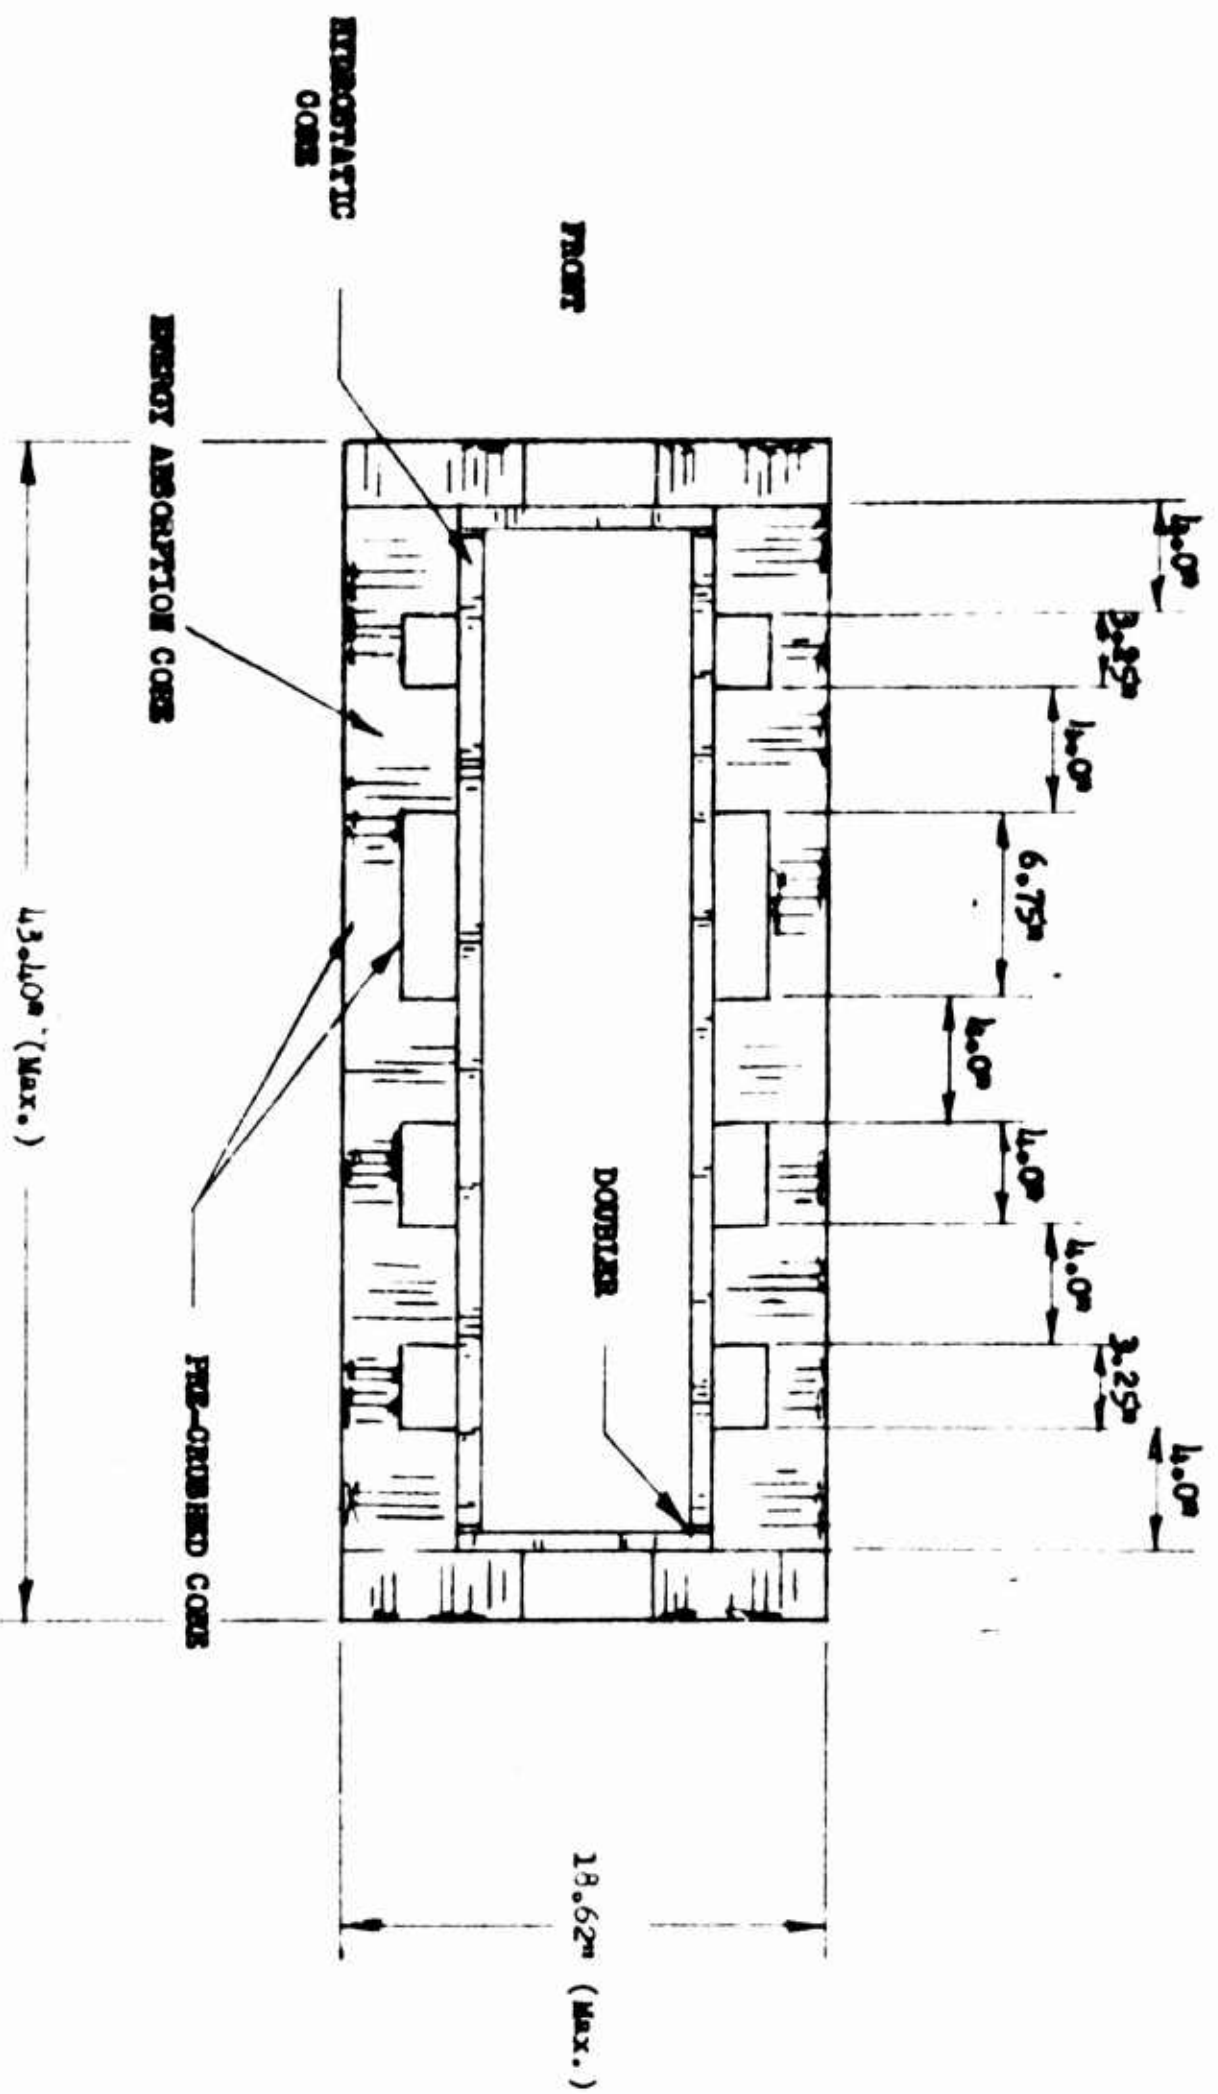 4.0"
3.25"
4.0"
6.75"
4.0"
4.0"
4.0"
3.25"
4.0"
FRONT
DOUBLER
HYDROSTATIC
CORE
ENERGY ABSORPTION CORE
PRE-CRUSHED CORE
43.40" (Max.)
18.62" (Max.)